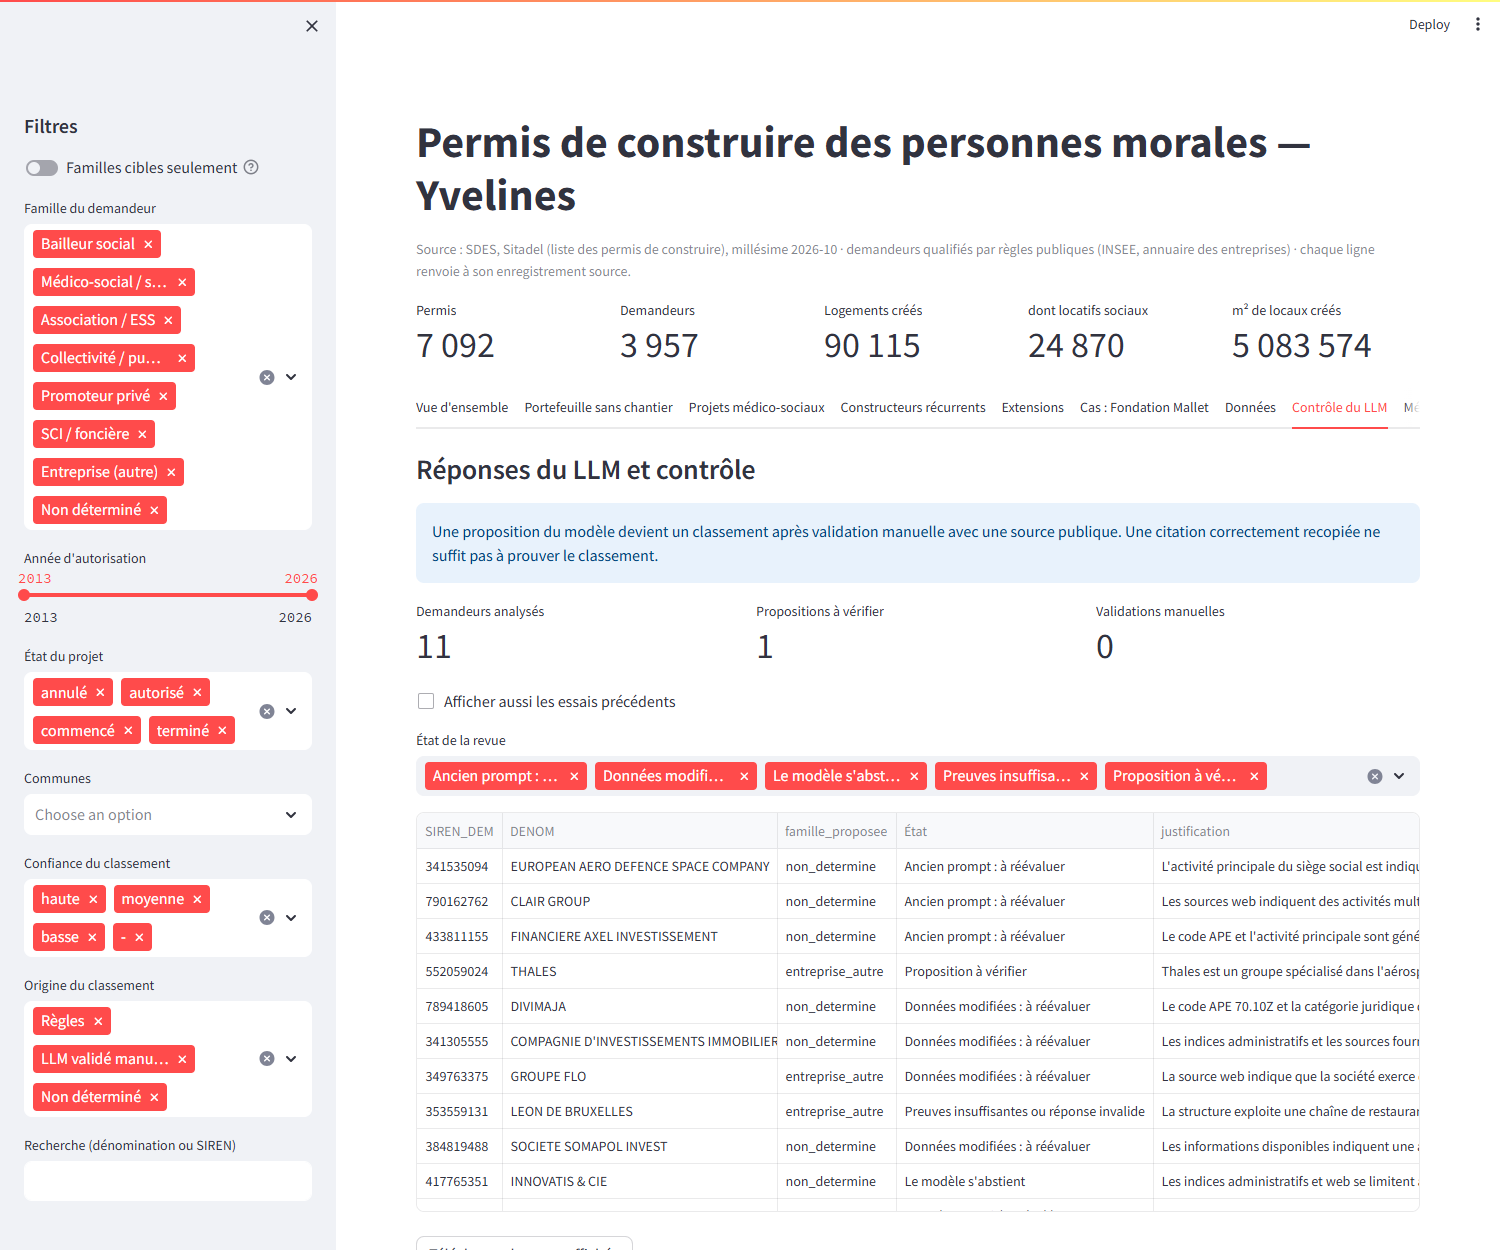 Deploy
Filtres
Familles cibles seulement
Famille du demandeur
Bailleur social
Médico-social / s...
Association / ESS
Collectivité / pu...
Promoteur privé
SCI / foncière
Entreprise (autre)
Non déterminé
Année d'autorisation
2013 2026
2013 2026
État du projet
annulé autorisé
commencé terminé
Communes
Choose an option
Confiance du classement
haute moyenne
basse -
Origine du classement
Règles
LLM validé manu...
Non déterminé
Recherche (dénomination ou SIREN)
Permis de construire des personnes morales —
Yvelines
Source : SDES, Sitadel (liste des permis de construire), millésime 2026-10 · demandeurs qualifiés par règles publiques (INSEE, annuaire des entreprises) · chaque ligne
renvoie à son enregistrement source.
Permis Demandeurs Logements créés dont locatifs sociaux m² de locaux créés
7 092 3 957 90 115 24 870 5 083 574
Vue d'ensemble Portefeuille sans chantier Projets médico-sociaux Constructeurs récurrents Extensions Cas : Fondation Mallet Données Contrôle du LLM
Réponses du LLM et contrôle
Une proposition du modèle devient un classement après validation manuelle avec une source publique. Une citation correctement recopiée ne
suffit pas à prouver le classement.
Demandeurs analysés Propositions à vérifier Validations manuelles
11 1 0
Afficher aussi les essais précédents
État de la revue
Ancien prompt : ... Données modifi... Le modèle s'abst... Preuves insuffisa... Proposition à vé...
SIREN_DEM DENOM famille_proposee État justification
341535094 EUROPEAN AERO DEFENCE SPACE COMPANY non_determine Ancien prompt : à réévaluer L'activité principale du siège social est indiqu
790162762 CLAIR GROUP non_determine Ancien prompt : à réévaluer Les sources web indiquent des activités mult
433811155 FINANCIERE AXEL INVESTISSEMENT non_determine Ancien prompt : à réévaluer Le code APE et l'activité principale sont géné
552059024 THALES entreprise_autre Proposition à vérifier Thales est un groupe spécialisé dans l'aérosp
789418605 DIVIMAJA non_determine Données modifiées : à réévaluer Le code APE 70.10Z et la catégorie juridique
341305555 COMPAGNIE D'INVESTISSEMENTS IMMOBILIER non_determine Données modifiées : à réévaluer Les indices administratifs et les sources four
349763375 GROUPE FLO entreprise_autre Données modifiées : à réévaluer La source web indique que la société exerce
353559131 LEON DE BRUXELLES entreprise_autre Preuves insuffisantes ou réponse invalide La structure exploite une chaîne de restaurar
384819488 SOCIETE SOMAPOL INVEST non_determine Données modifiées : à réévaluer Les informations disponibles indiquent une
417765351 INNOVATIS & CIE non_determine Le modèle s'abstient Les indices administratifs et web se limitent